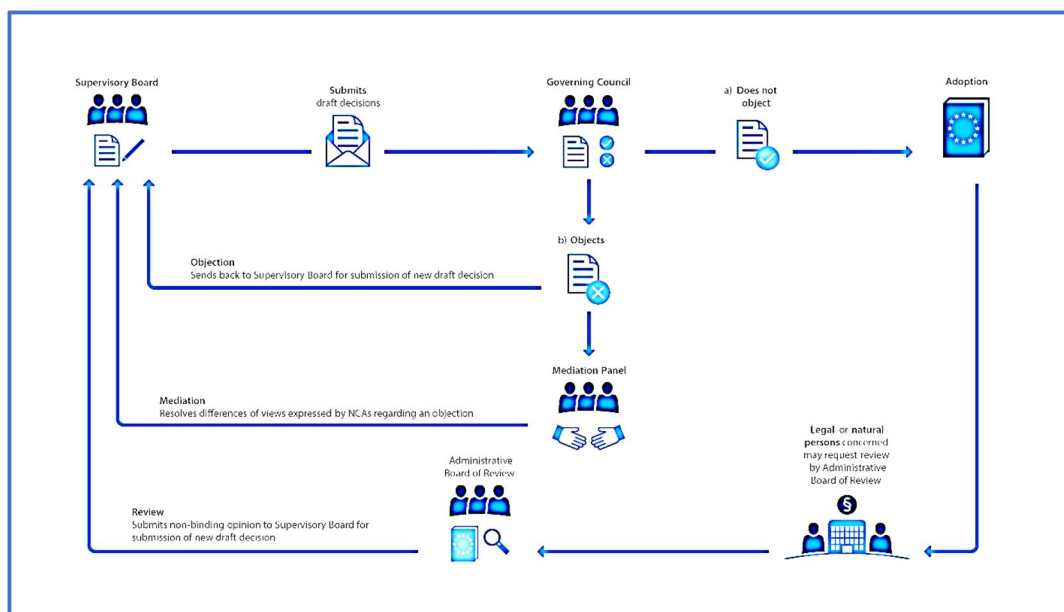 Supervisory Board
Submits
draft decisions
Governing Council
a) Does not
object
Adoption
b) Objects
Objection
Sends back to Supervisory Board for submission of new draft decision
Mediation Panel
Mediation
Resolves differences of views expressed by NCAs regarding an objection
Legal or natural
persons concerned
may request review
by Administrative
Board of Review
§
Administrative
Board of Review
Review
Submits non-binding opinion to Supervisory Board for
submission of new draft decision